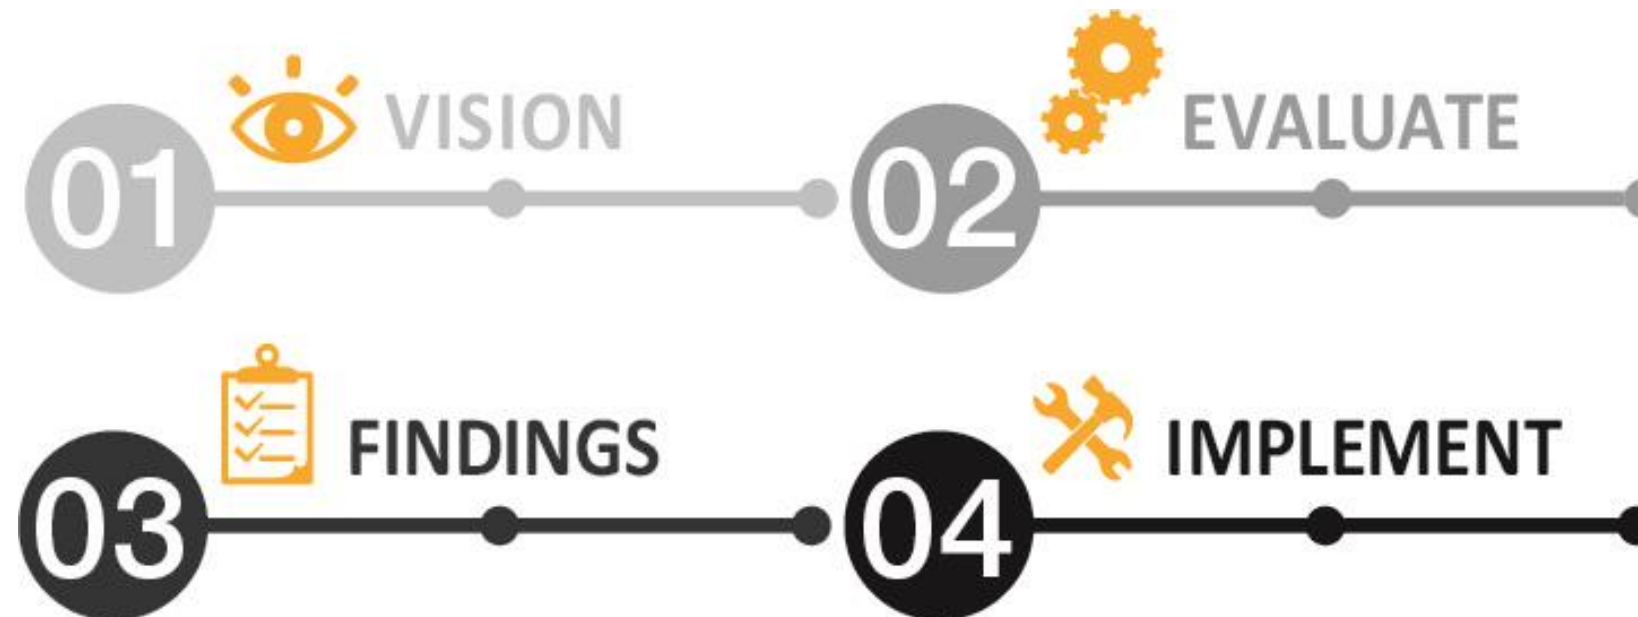 01 VISION
02 EVALUATE
03 FINDINGS
04 IMPLEMENT